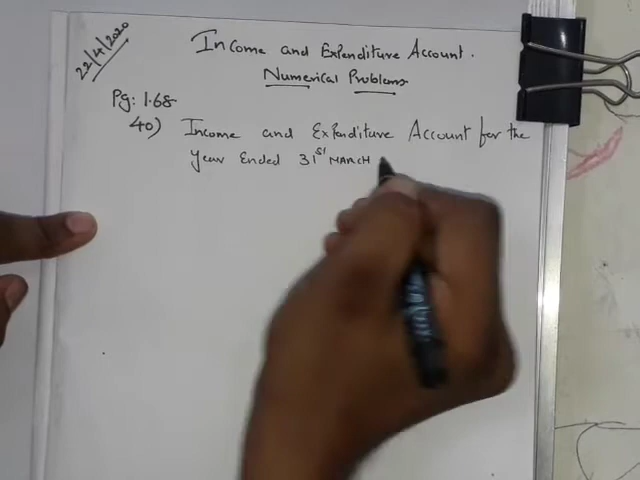 22/4/2020
Income and Expenditure Account.
Numerical Problems
Pg: 1.68
40) Income and Expenditure Account for the
year Ended 31st MARCH